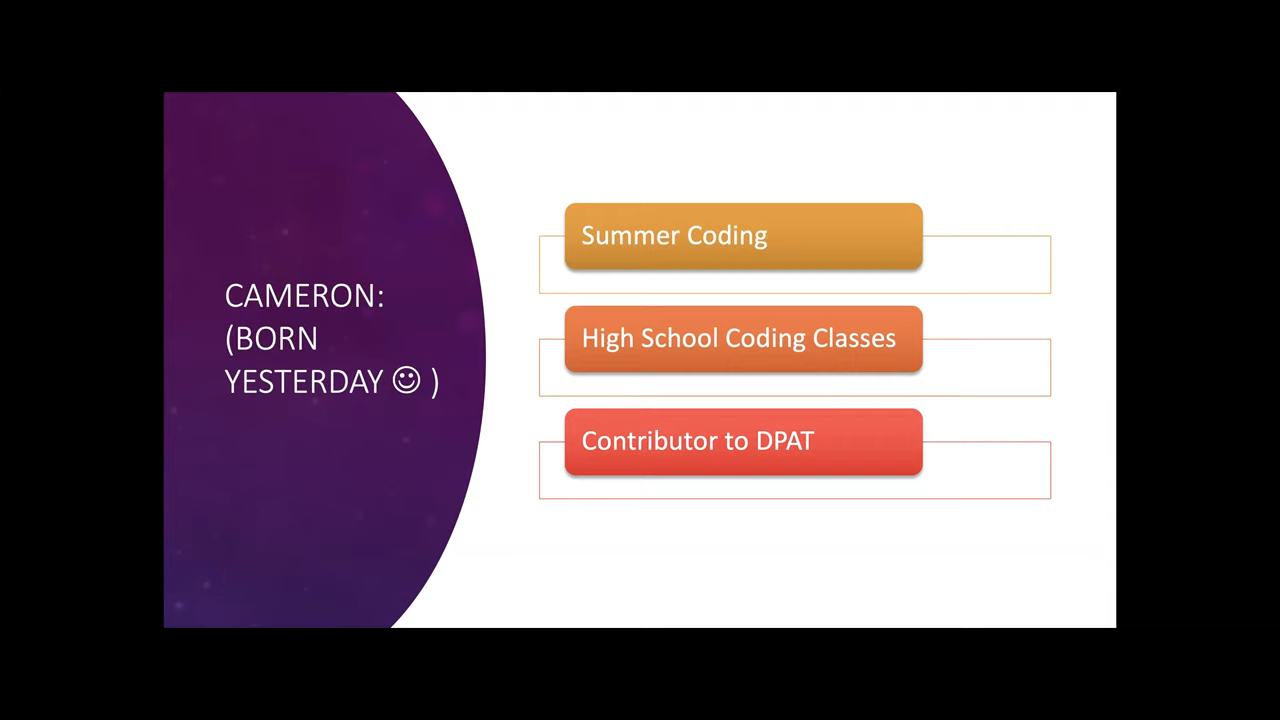 CAMERON:
(BORN
YESTERDAY ☺ )
Summer Coding
High School Coding Classes
Contributor to DPAT